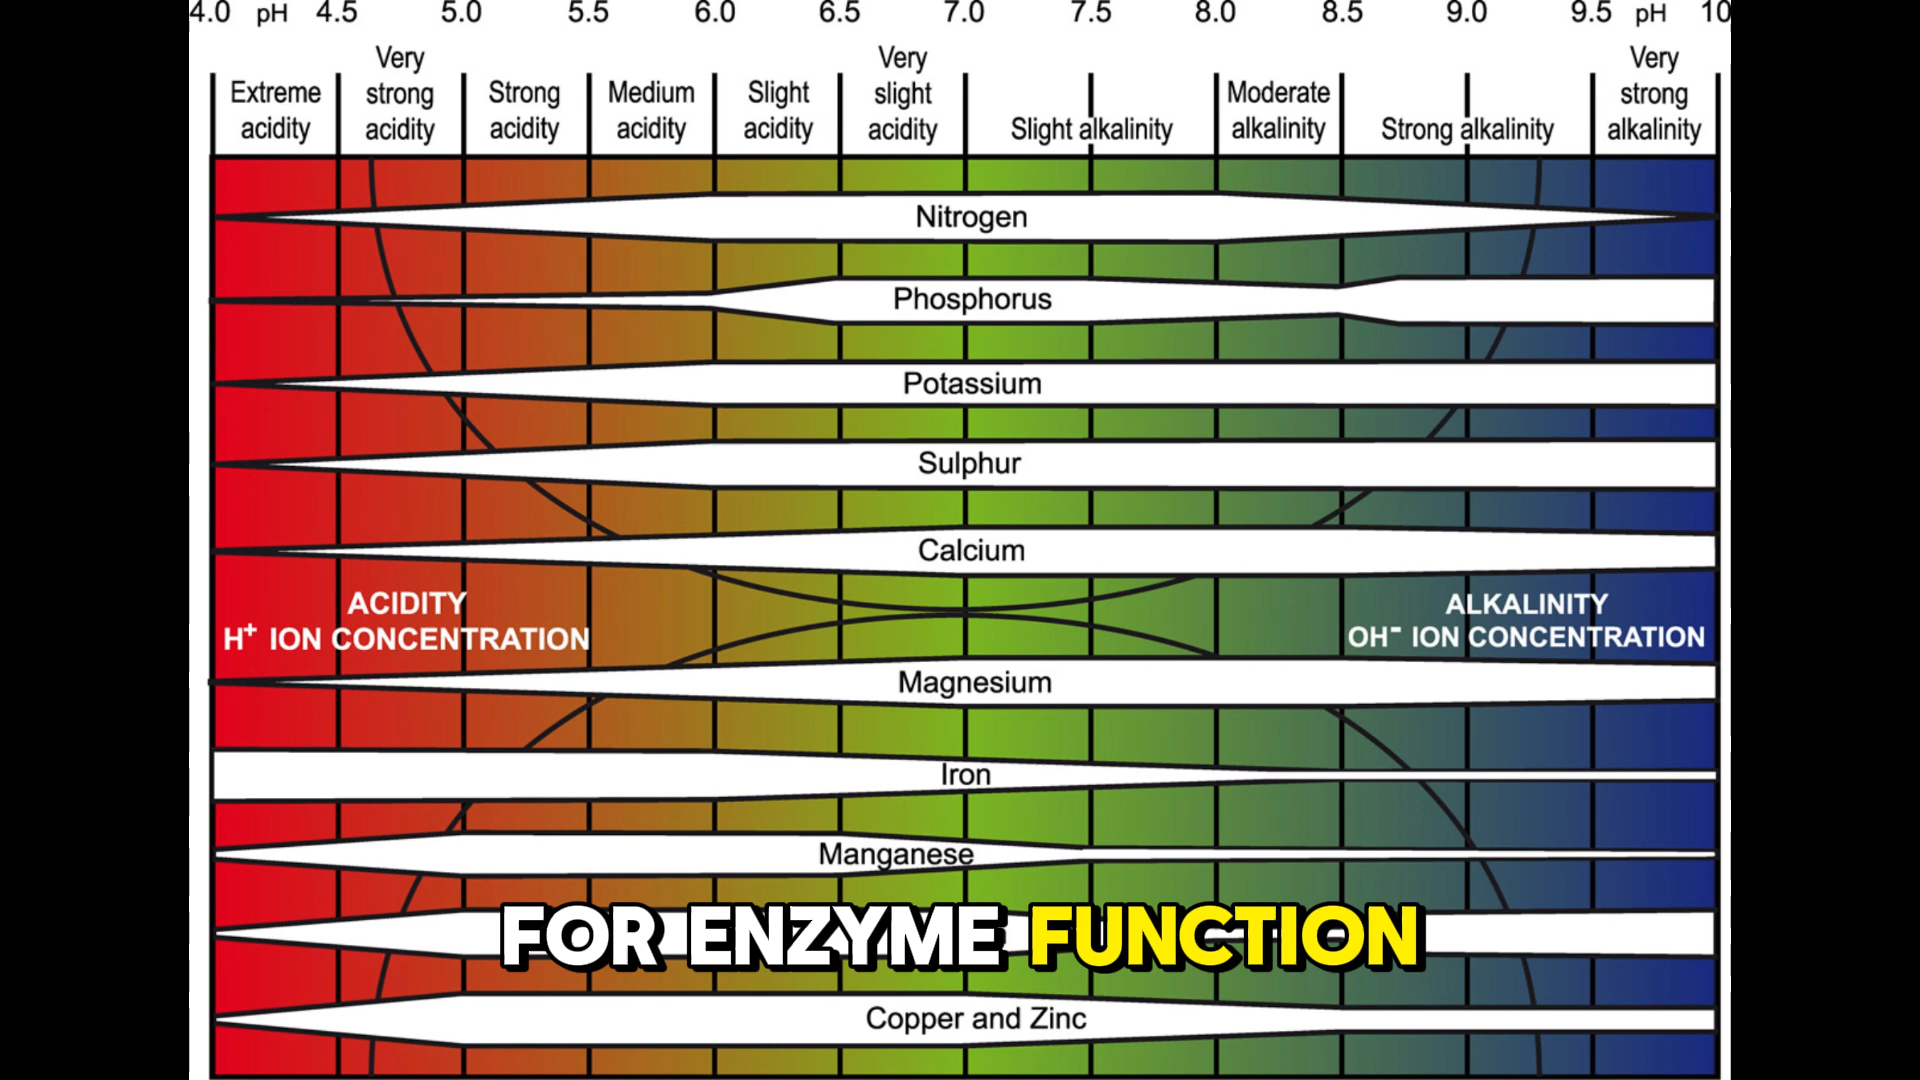 4.0 pH 4.5 5.0 5.5 6.0 6.5 7.0 7.5 8.0 8.5 9.0 9.5 pH 10
Extreme acidity
Very strong acidity
Strong acidity
Medium acidity
Slight acidity
Very slight acidity
Slight alkalinity
Moderate alkalinity
Strong alkalinity
Very strong alkalinity
Nitrogen
Phosphorus
Potassium
Sulphur
Calcium
ACIDITY
H+ ION CONCENTRATION
ALKALINITY
OH- ION CONCENTRATION
Magnesium
Iron
Manganese
FOR ENZYME FUNCTION
Copper and Zinc